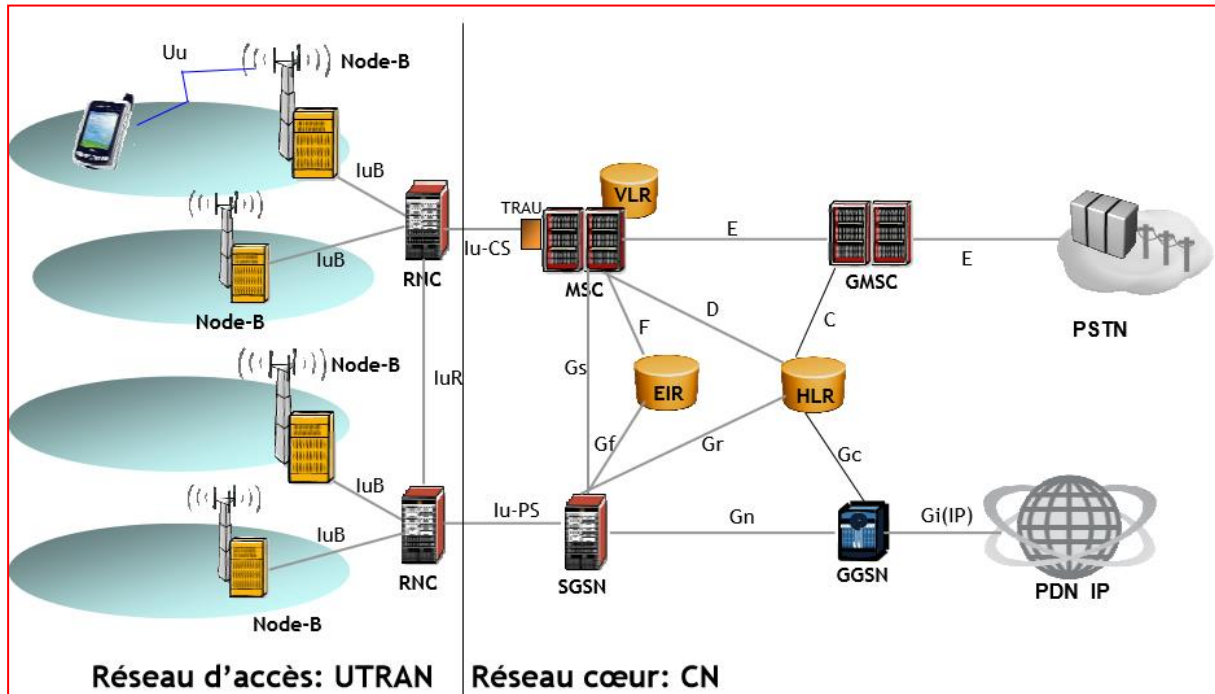 Uu
Node-B
IuB
VLR
TRAU
Iu-CS
RNC
MSC
E
GMSC
E
PSTN
IuB
Node-B
F
D
C
Node-B
IuR
Gs
EIR
HLR
Gf
Gr
Gc
IuB
Iu-PS
Gn
Gi(IP)
IuB
RNC
SGSN
GGSN
PDN IP
Node-B
Réseau d'accès: UTRAN
Réseau cœur: CN